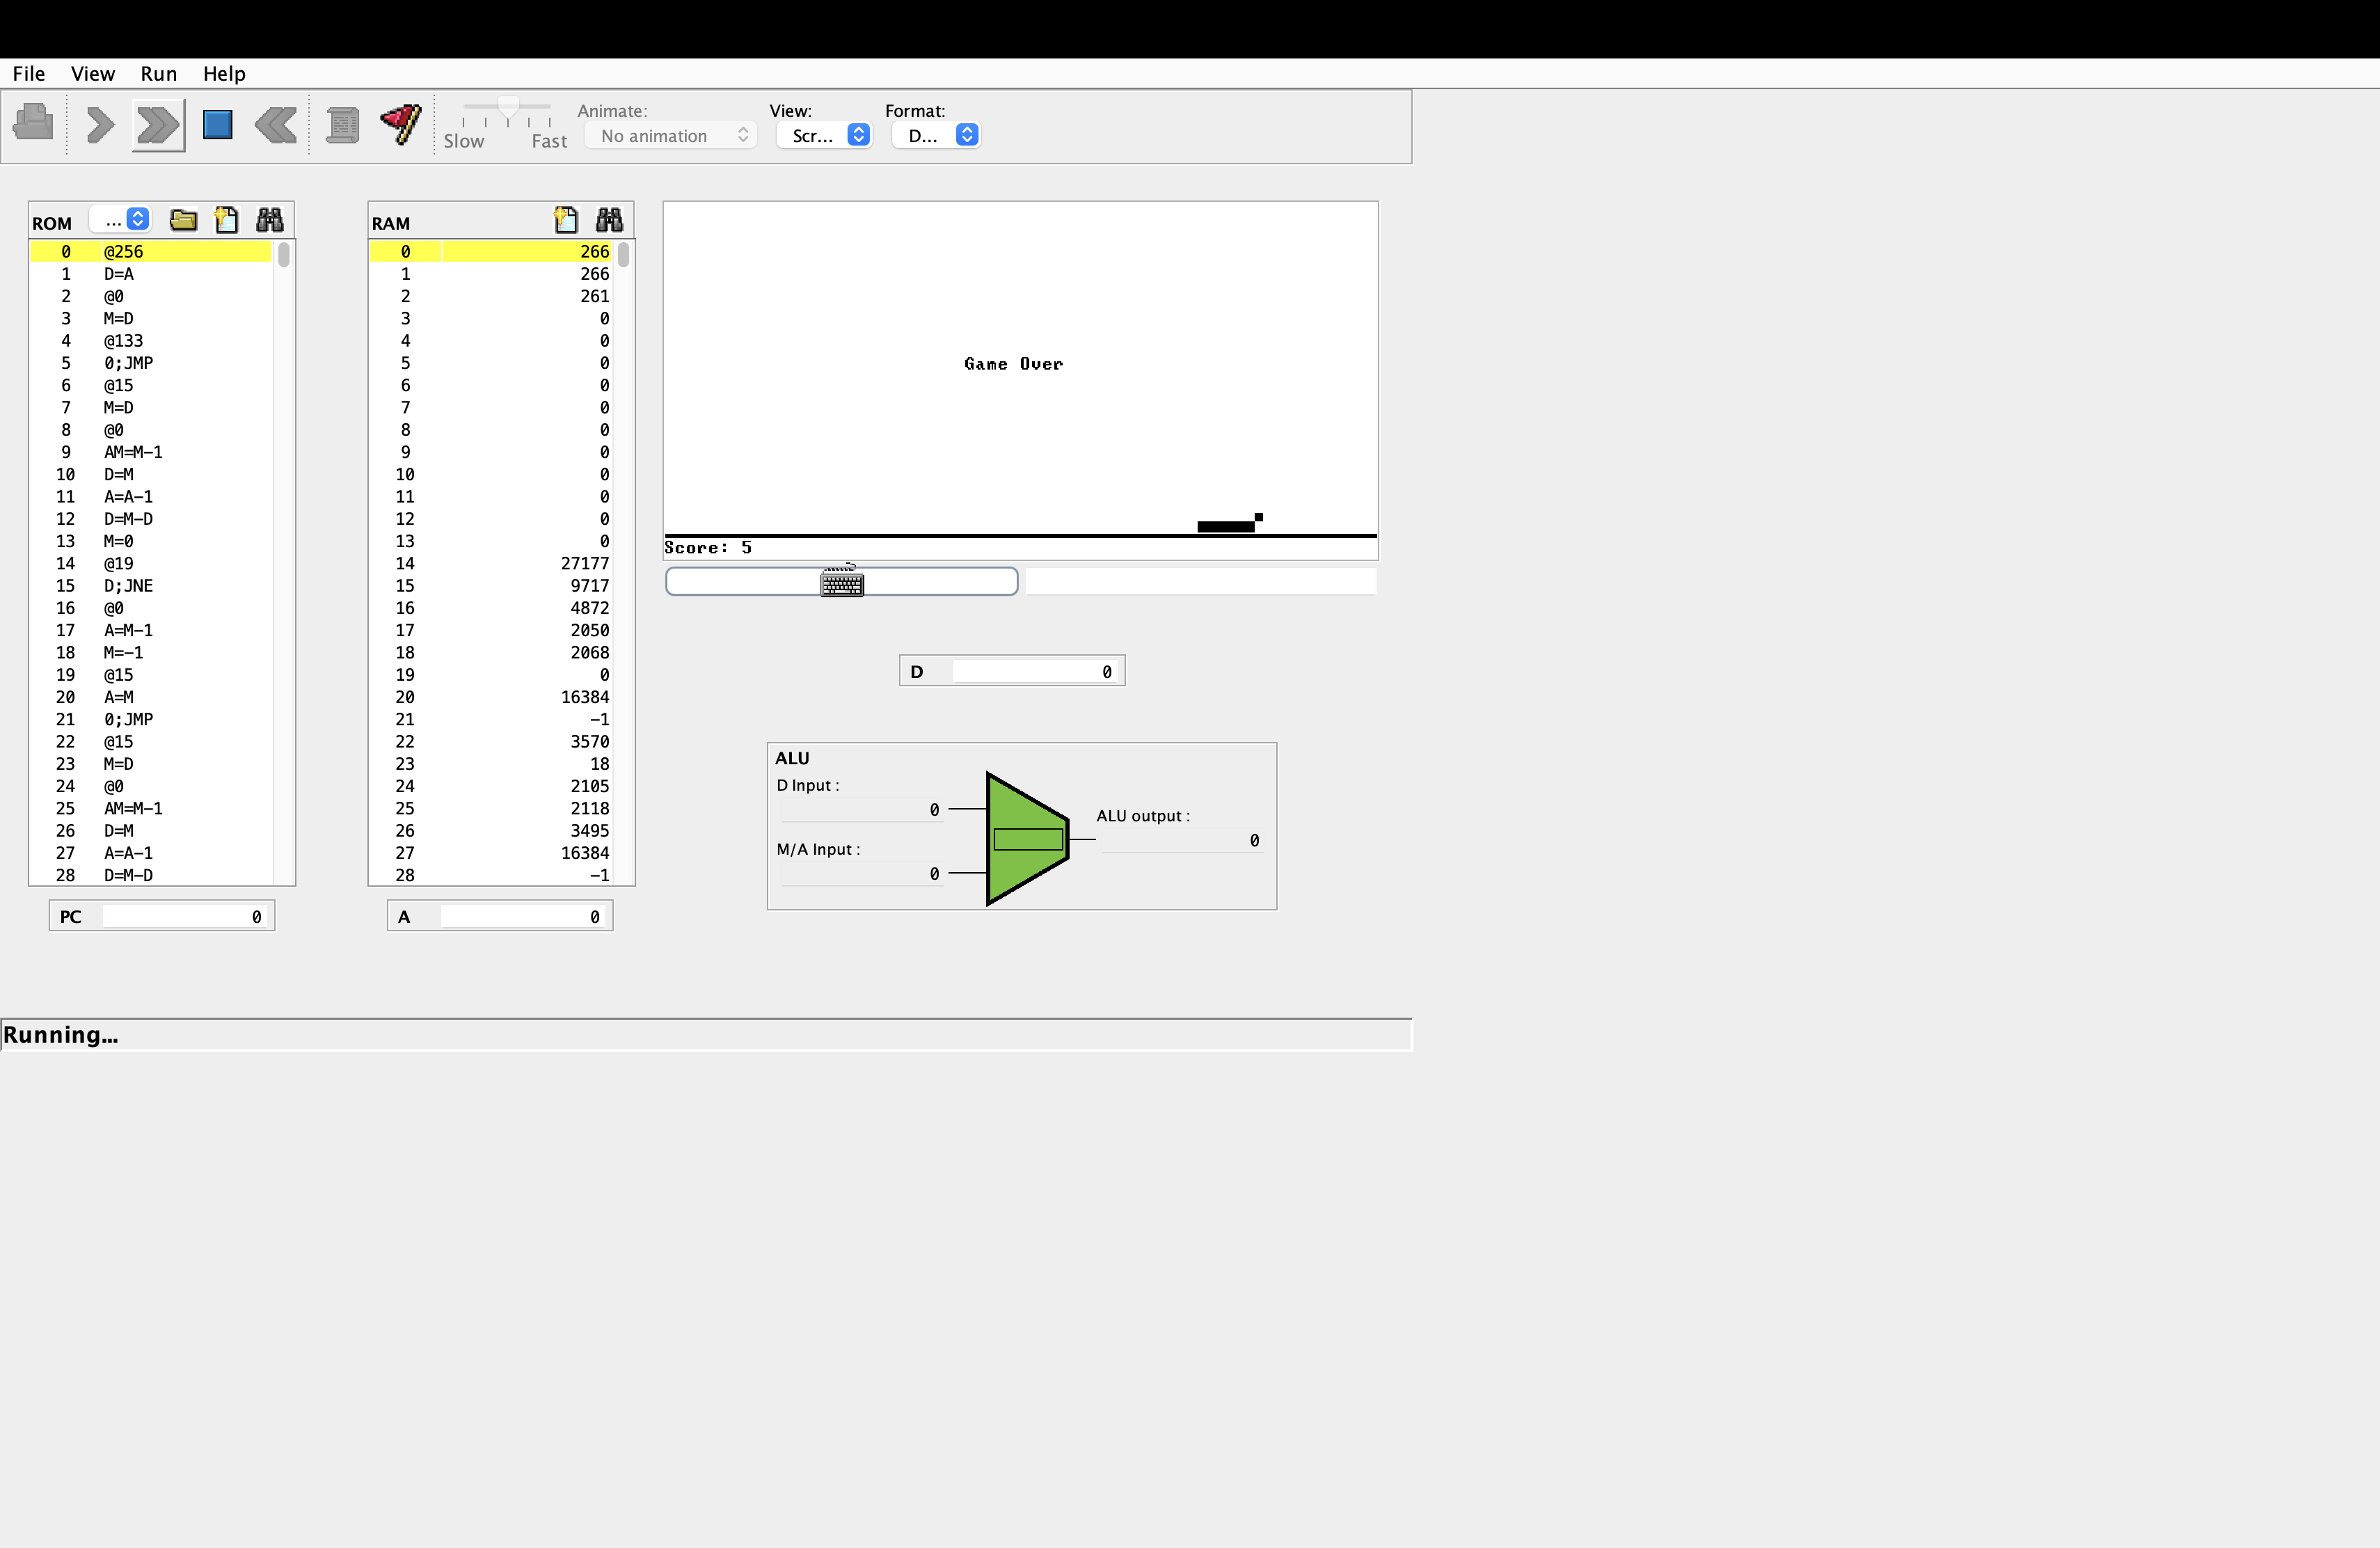 File View Run Help
Slow Fast
Animate:
No animation
View:
Scr...
Format:
D...
ROM ...
0 @256
1 D=A
2 @0
3 M=D
4 @133
5 0;JMP
6 @15
7 M=D
8 @0
9 AM=M-1
10 D=M
11 A=A-1
12 D=M-D
13 M=0
14 @19
15 D;JNE
16 @0
17 A=M-1
18 M=-1
19 @15
20 A=M
21 0;JMP
22 @15
23 M=D
24 @0
25 AM=M-1
26 D=M
27 A=A-1
28 D=M-D
PC 0
RAM
0 266
1 266
2 261
3 0
4 0
5 0
6 0
7 0
8 0
9 0
10 0
11 0
12 0
13 0
14 27177
15 9717
16 4872
17 2050
18 2068
19 0
20 16384
21 -1
22 3570
23 18
24 2105
25 2118
26 3495
27 16384
28 -1
A 0
Game Over
Score: 5
D 0
ALU
D Input :
0
M/A Input :
0
ALU output :
0
Running...